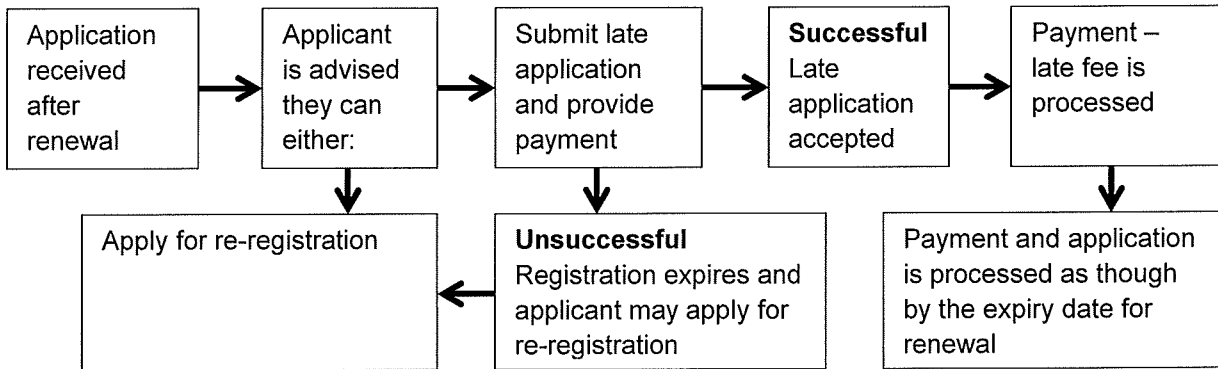 Application
received
after
renewal
Applicant
is advised
they can
either:
Submit late
application
and provide
payment
Successful
Late
application
accepted
Payment –
late fee is
processed
Apply for re-registration
Unsuccessful
Registration expires and
applicant may apply for
re-registration
Payment and application
is processed as though
by the expiry date for
renewal